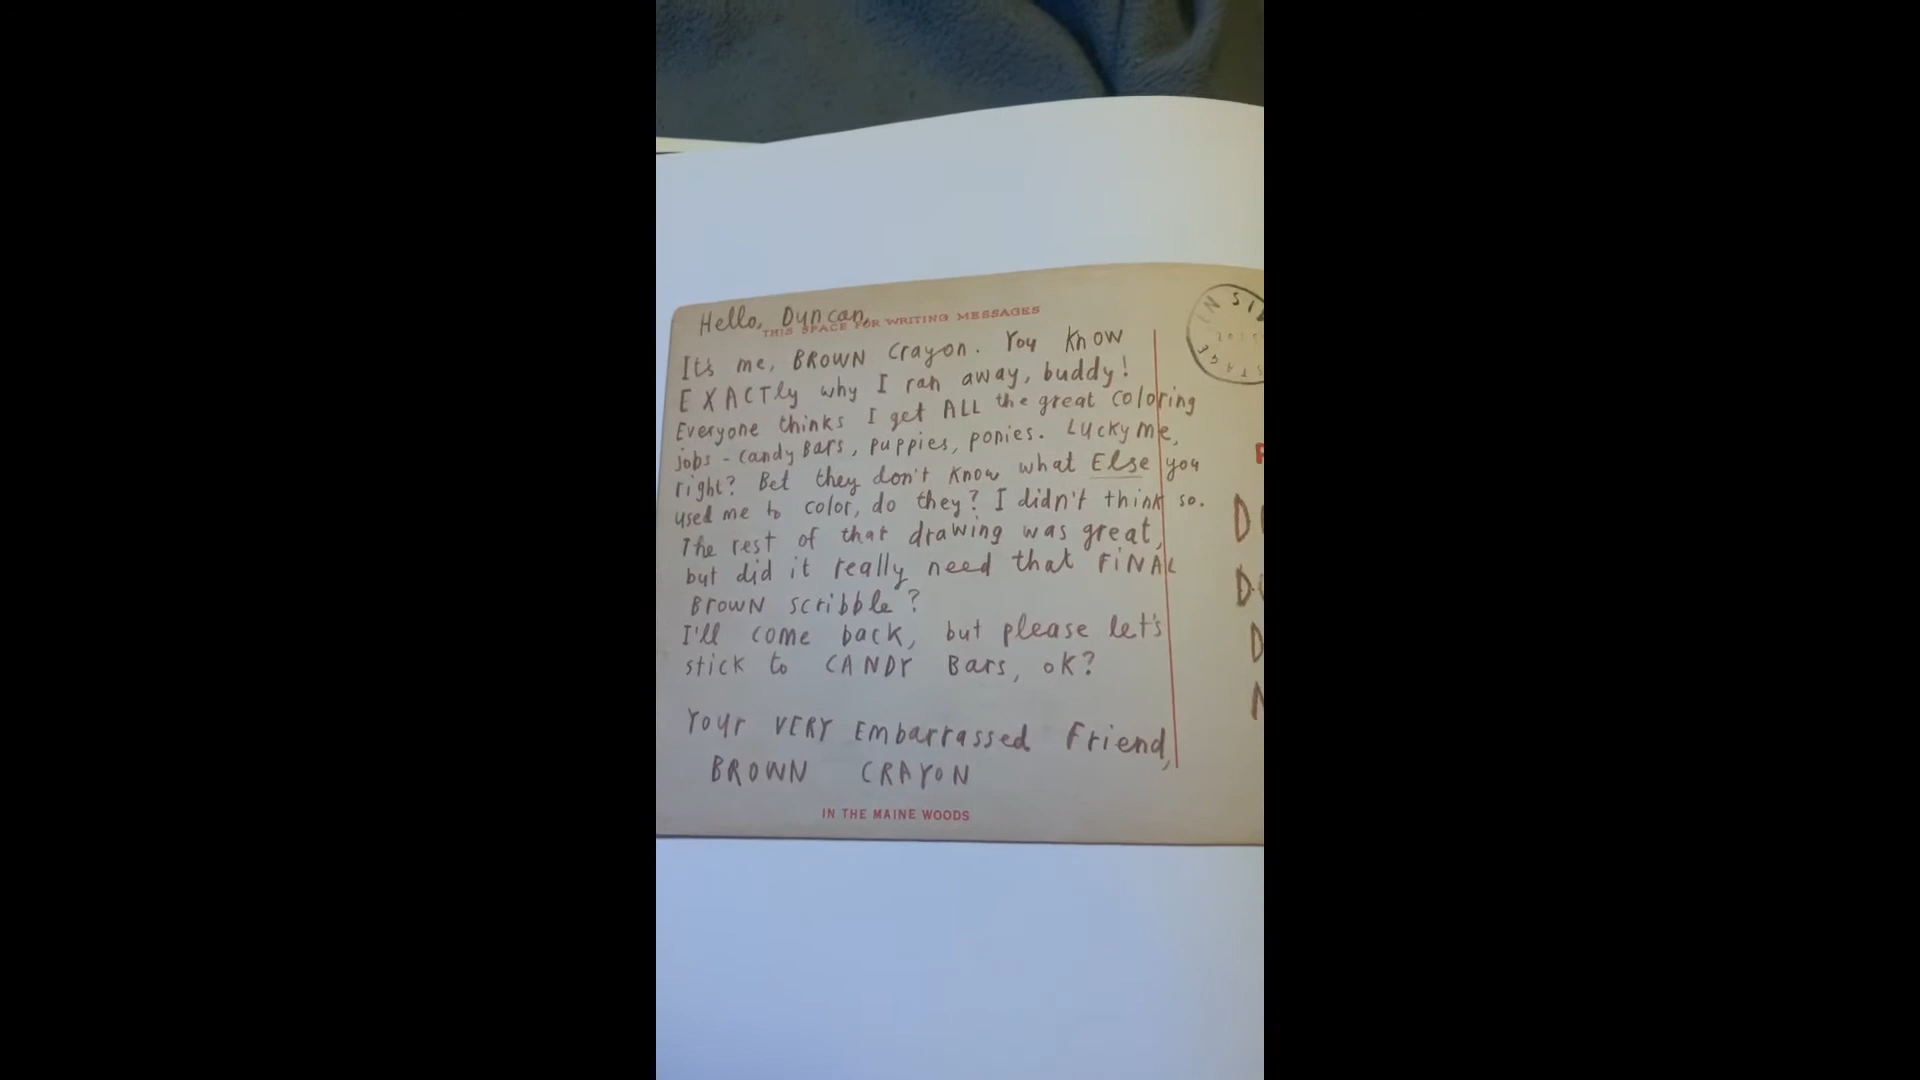 Hello, Duncan,
THIS SPACE FOR WRITING MESSAGES
It's me, BROWN Crayon. You know
EXACTly why I ran away, buddy!
Everyone thinks I get ALL the great coloring
jobs - candy Bars, puppies, ponies. Lucky me,
right? Bet they don't know what Else you
used me to color, do they? I didn't think so.
The rest of that drawing was great,
but did it really need that FiNAL
BrowN scribble?
I'll come back, but please let's
stick to CANDY Bars, ok?
Your VERY Embarrassed Friend,
BROWN CRAYON
IN THE MAINE WOODS